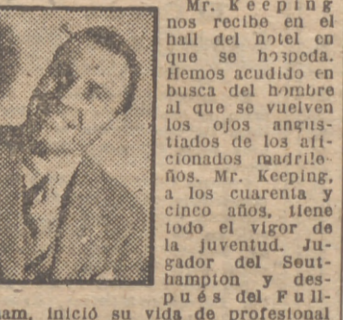 Mr. Keeping
nos recibe en el
hall del hotel en
que se hospeda.
Hemos acudido en
busca del hombre
al que se vuelven
los ojos angus-
tiados de los afi-
cionados madrile-
ños. Mr. Keeping,
a los cuarenta y
cinco años, tiene
todo el vigor de
la juventud. Ju-
gador del Sout-
hampton y des-
pués del Full-
am, inició su vida de profesional